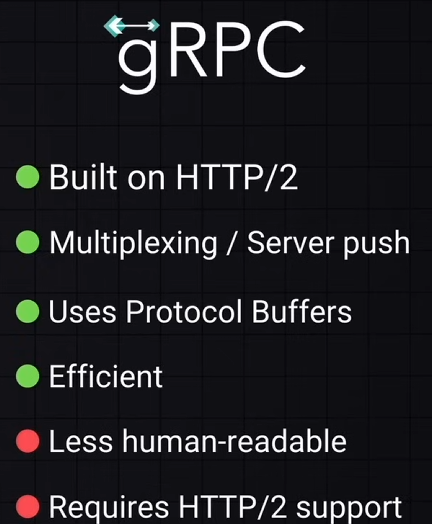 gRPC
Built on HTTP/2
Multiplexing / Server push
Uses Protocol Buffers
Efficient
Less human-readable
Requires HTTP/2 support